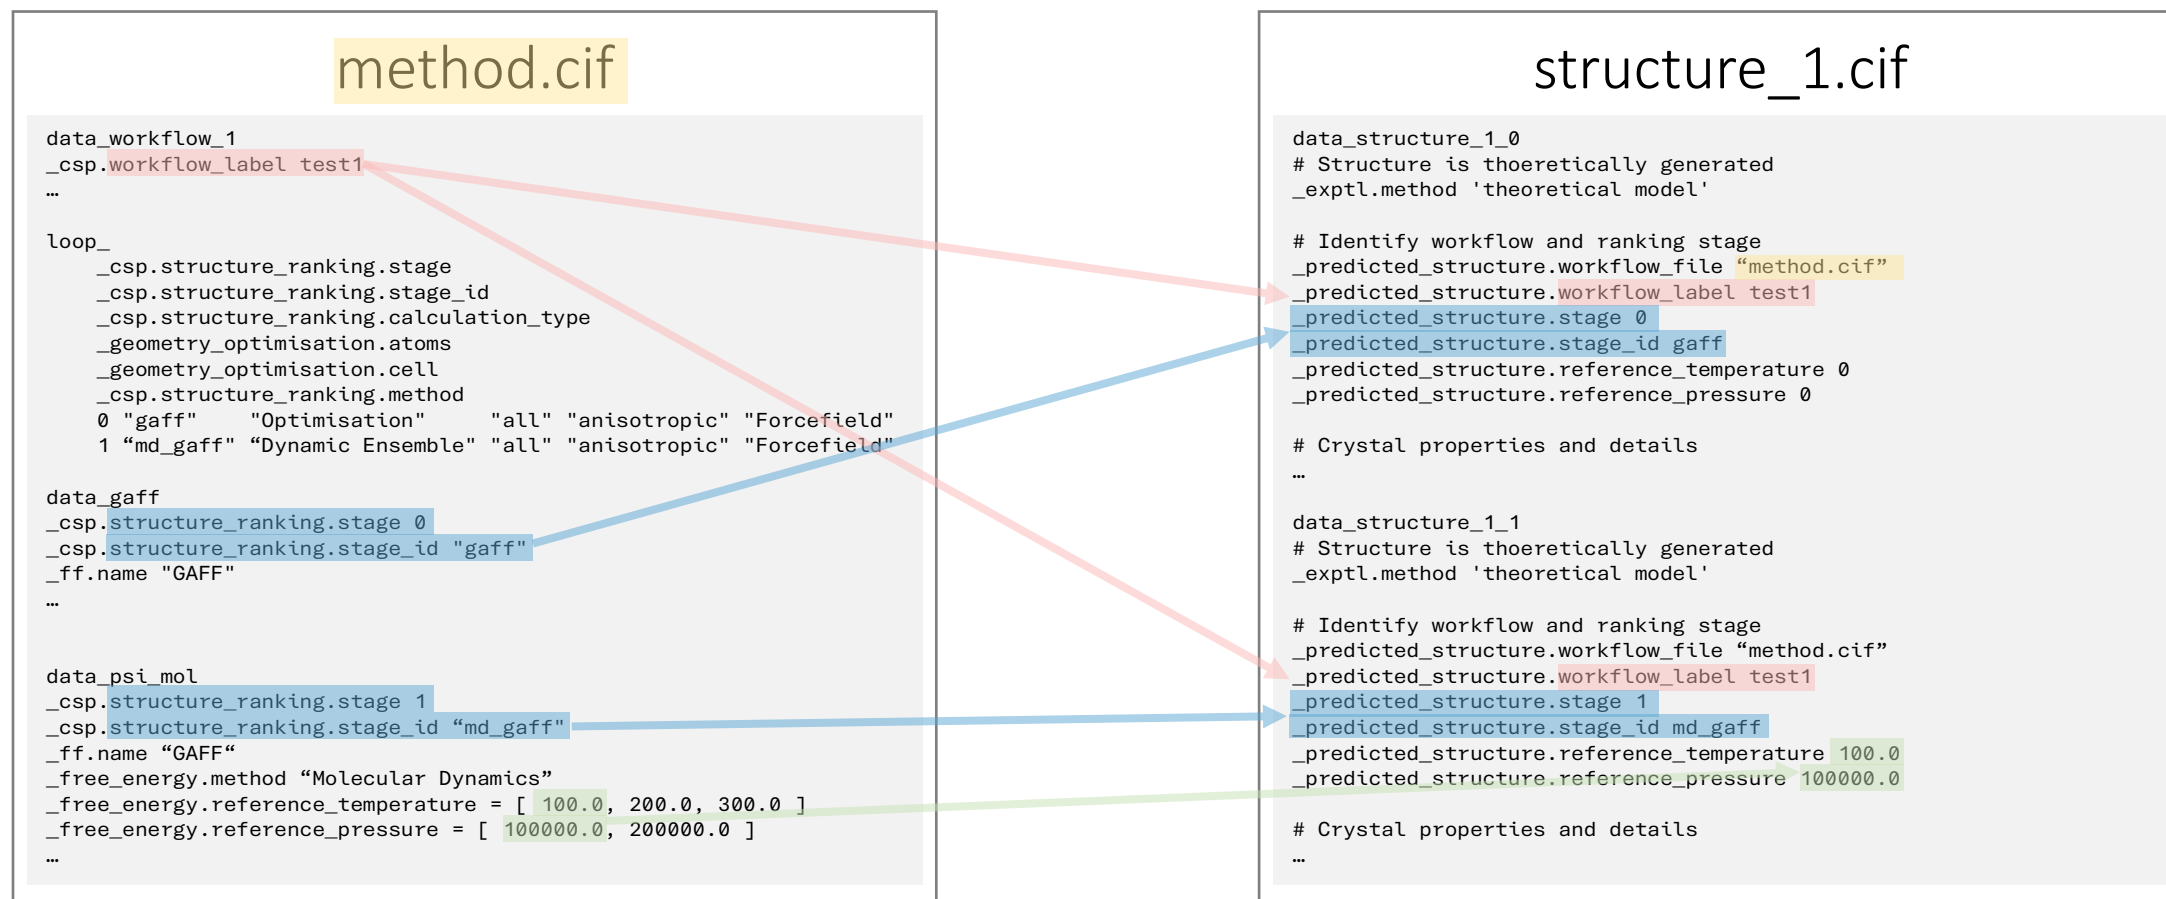 method.cif
data_workflow_1
_csp.workflow_label test1
…
loop_
    _csp.structure_ranking.stage
    _csp.structure_ranking.stage_id
    _csp.structure_ranking.calculation_type
    _geometry_optimisation.atoms
    _geometry_optimisation.cell
    _csp.structure_ranking.method
    0 "gaff"    "Optimisation"     "all" "anisotropic" "Forcefield"
    1 “md_gaff" “Dynamic Ensemble" "all" "anisotropic" "Forcefield"
data_gaff
_csp.structure_ranking.stage 0
_csp.structure_ranking.stage_id "gaff"
_ff.name "GAFF"
…
data_psi_mol
_csp.structure_ranking.stage 1
_csp.structure_ranking.stage_id “md_gaff"
_ff.name “GAFF“
_free_energy.method “Molecular Dynamics”
_free_energy.reference_temperature = [ 100.0, 200.0, 300.0 ]
_free_energy.reference_pressure = [ 100000.0, 200000.0 ]
…
structure_1.cif
data_structure_1_0
# Structure is thoeretically generated
_exptl.method 'theoretical model'
# Identify workflow and ranking stage
_predicted_structure.workflow_file “method.cif”
_predicted_structure.workflow_label test1
_predicted_structure.stage 0
_predicted_structure.stage_id gaff
_predicted_structure.reference_temperature 0
_predicted_structure.reference_pressure 0
# Crystal properties and details
…
data_structure_1_1
# Structure is thoeretically generated
_exptl.method 'theoretical model'
# Identify workflow and ranking stage
_predicted_structure.workflow_file “method.cif”
_predicted_structure.workflow_label test1
_predicted_structure.stage 1
_predicted_structure.stage_id md_gaff
_predicted_structure.reference_temperature 100.0
_predicted_structure.reference_pressure 100000.0
# Crystal properties and details
…